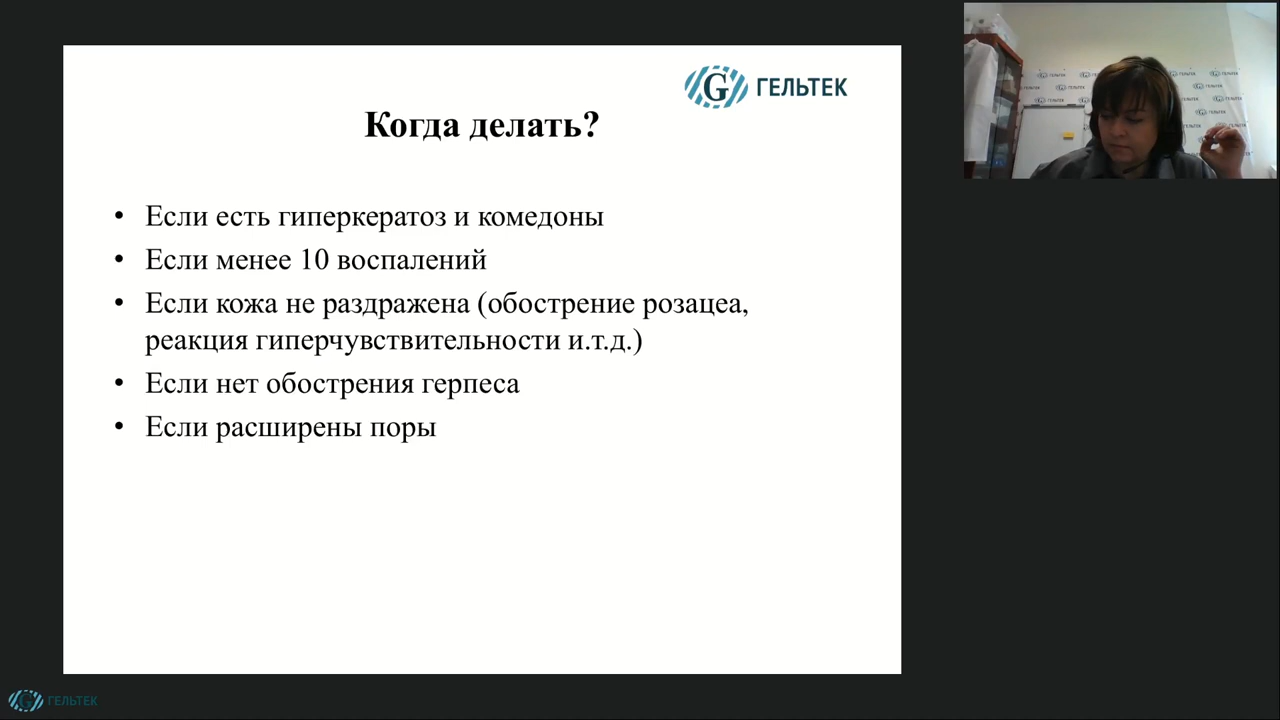 ГЕЛЬТЕК
Когда делать?
• Если есть гиперкератоз и комедоны
• Если менее 10 воспалений
• Если кожа не раздражена (обострение розацеа,
реакция гиперчувствительности и.т.д.)
• Если нет обострения герпеса
• Если расширены поры
ГЕЛЬТЕК